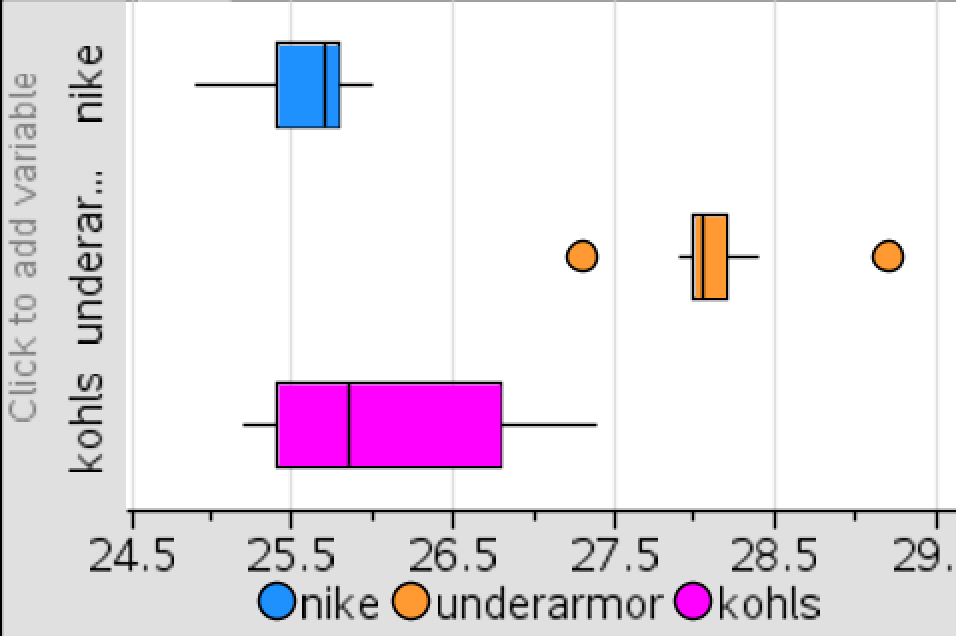 Click to add variable
nike
underar...
kohls
24.5 25.5 26.5 27.5 28.5 29.
nike underarmor kohls